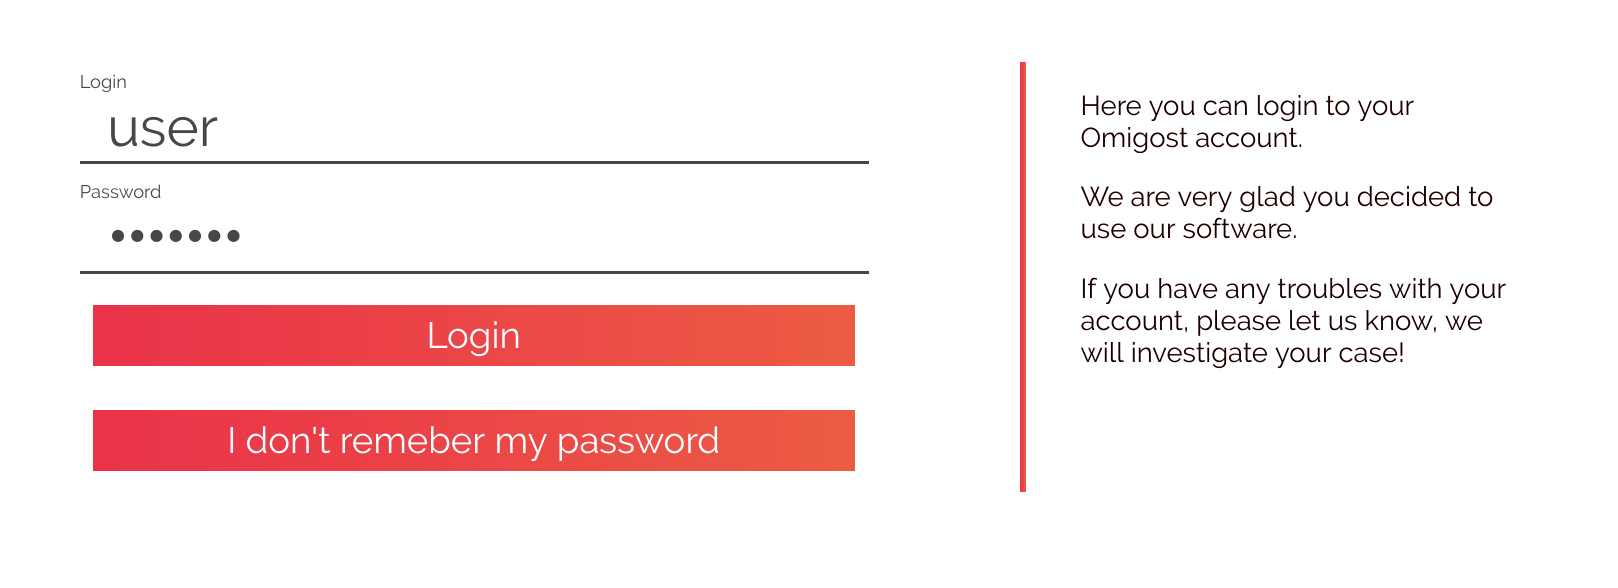 Login
user
Password
•••••••
Login
I don't remeber my password
Here you can login to your
Omigost account.
We are very glad you decided to
use our software.
If you have any troubles with your
account, please let us know, we
will investigate your case!